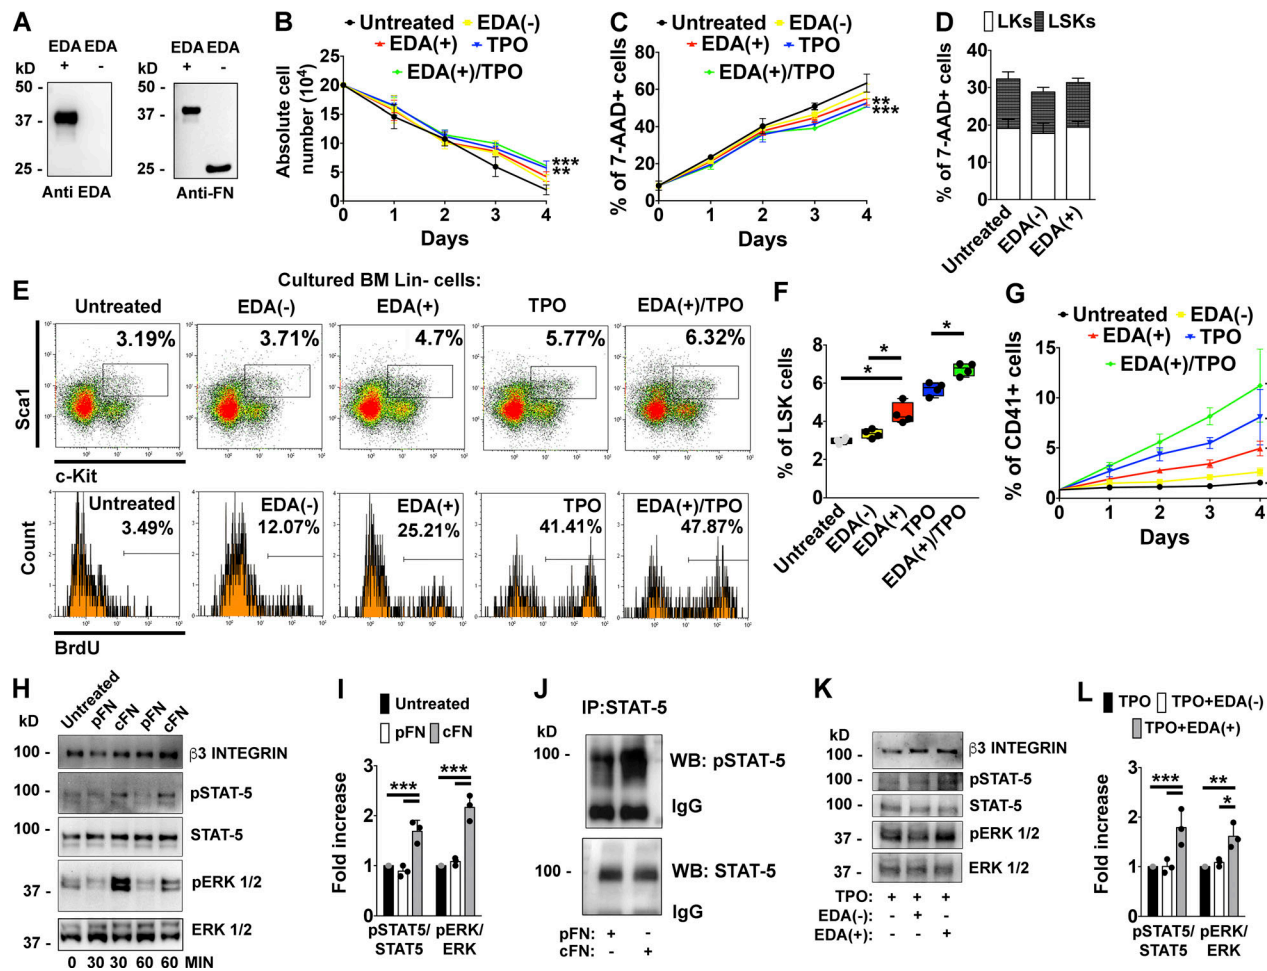 A
EDA EDA
kD + -
50 -
37 -
25 -
Anti EDA
EDA EDA
kD + -
50 -
37 -
25 -
Anti-FN
B
Untreated EDA(-)
EDA(+) TPO
EDA(+)/TPO
Absolute cell
number (10⁴)
25
20
15
10
5
0
***
**
0 1 2 3 4
Days
C
Untreated EDA(-)
EDA(+) TPO
EDA(+)/TPO
% of 7-AAD+ cells
80
60
40
20
0
**
***
0 1 2 3 4
Days
D
LKs LSKs
% of 7-AAD+ cells
40
30
20
10
0
Untreated
EDA(-)
EDA(+)
E
Cultured BM Lin- cells:
Untreated EDA(-) EDA(+) TPO EDA(+)/TPO
3.19% 3.71% 4.7% 5.77% 6.32%
Sca1
c-Kit
Untreated EDA(-) EDA(+) TPO EDA(+)/TPO
3.49% 12.07% 25.21% 41.41% 47.87%
Count
BrdU
F
% of LSK cells
8
6
4
2
0
*
*
*
Untreated
EDA(-)
EDA(+)
TPO
EDA(+)/TPO
G
Untreated EDA(-)
EDA(+) TPO
EDA(+)/TPO
% of CD41+ cells
15
10
5
0
0 1 2 3 4
Days
H
kD
Untreated pFN cFN pFN cFN
100 - β3 INTEGRIN
100 - pSTAT-5
100 - STAT-5
37 - pERK 1/2
37 - ERK 1/2
0 30 30 60 60 MIN
I
Untreated
pFN cFN
Fold increase
3
2
1
0
*** ***
pSTAT5/ pERK/
STAT5 ERK
J
IP:STAT-5
kD
100 - WB: pSTAT-5
IgG
100 - WB: STAT-5
IgG
pFN: + -
cFN: - +
K
kD
100 - β3 INTEGRIN
100 - pSTAT-5
100 - STAT-5
37 - pERK 1/2
37 - ERK 1/2
TPO: + + +
EDA(-): - + -
EDA(+): - - +
L
TPO TPO+EDA(-)
TPO+EDA(+)
Fold increase
3
2
1
0
*** **
*
pSTAT5/ pERK/
STAT5 ERK